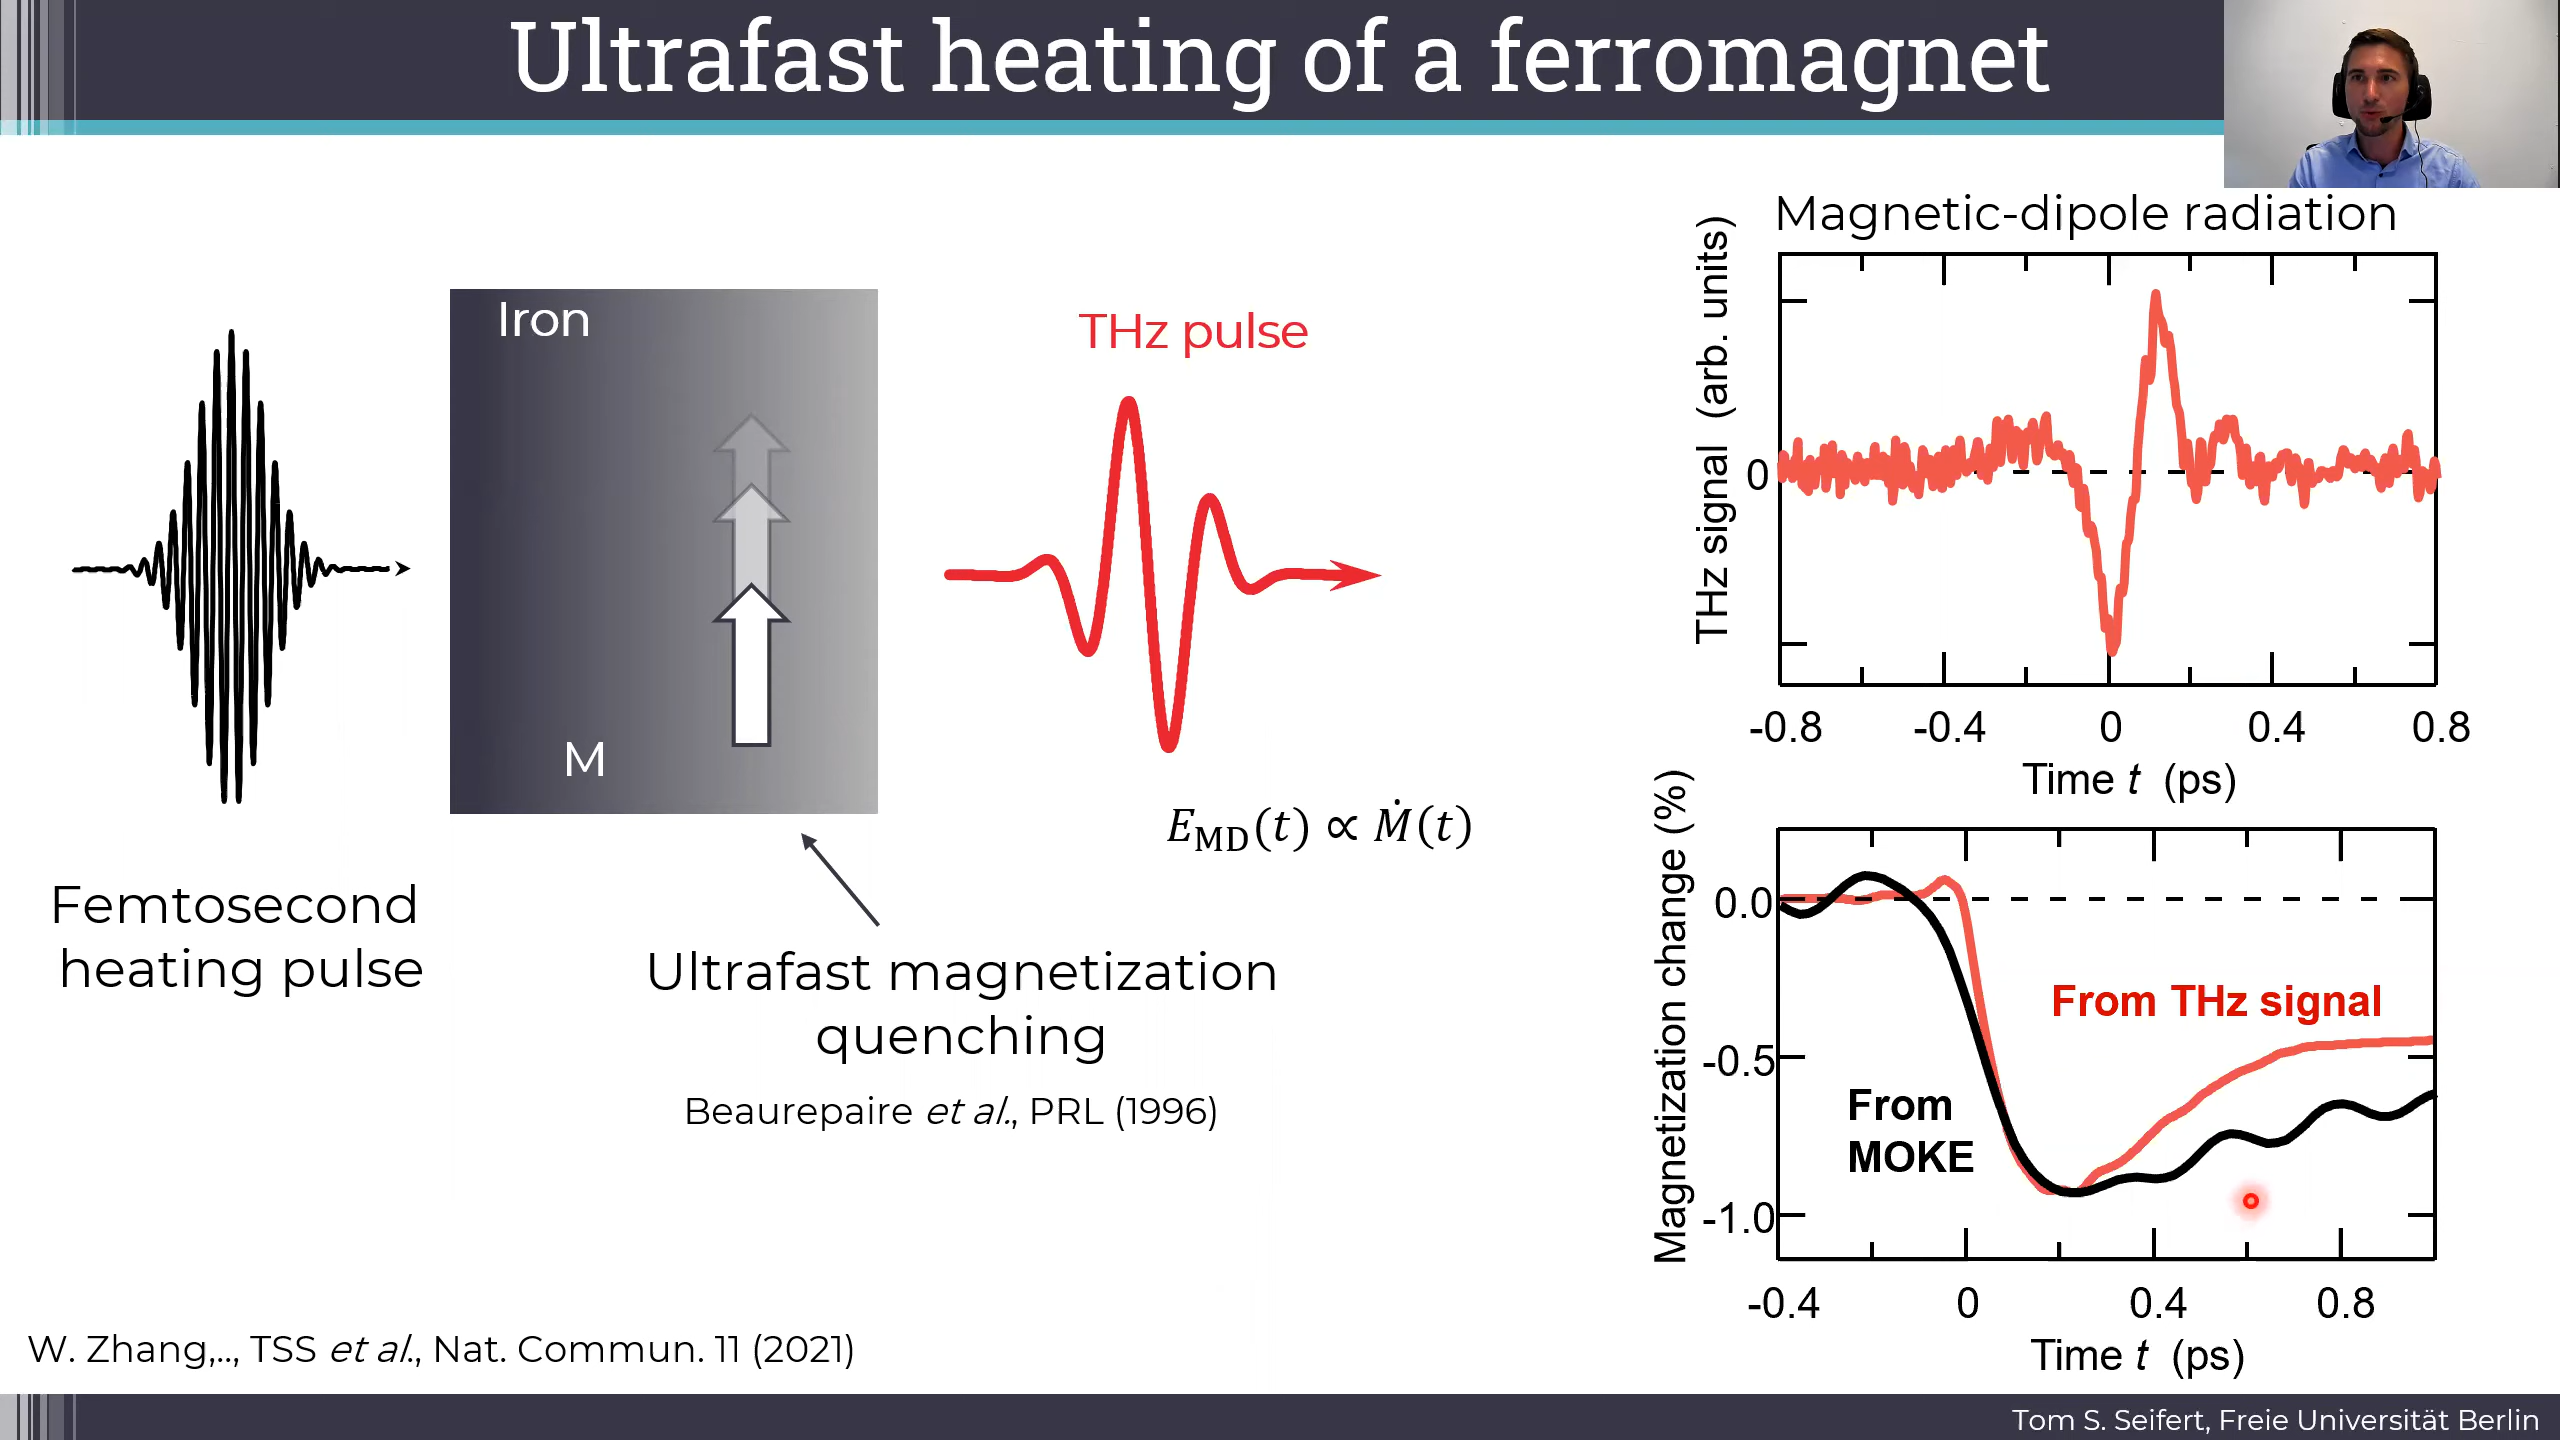 Ultrafast heating of a ferromagnet
Iron
M
THz pulse
E_MD(t) ∝ Ṁ(t)
Femtosecond
heating pulse
Ultrafast magnetization
quenching
Beaurepaire et al., PRL (1996)
Magnetic-dipole radiation
THz signal (arb. units)
0
-0.8 -0.4 0 0.4 0.8
Time t (ps)
Magnetization change (%)
0.0
-0.5
-1.0
From THz signal
From
MOKE
-0.4 0 0.4 0.8
Time t (ps)
W. Zhang,.., TSS et al., Nat. Commun. 11 (2021)
Tom S. Seifert, Freie Universität Berlin